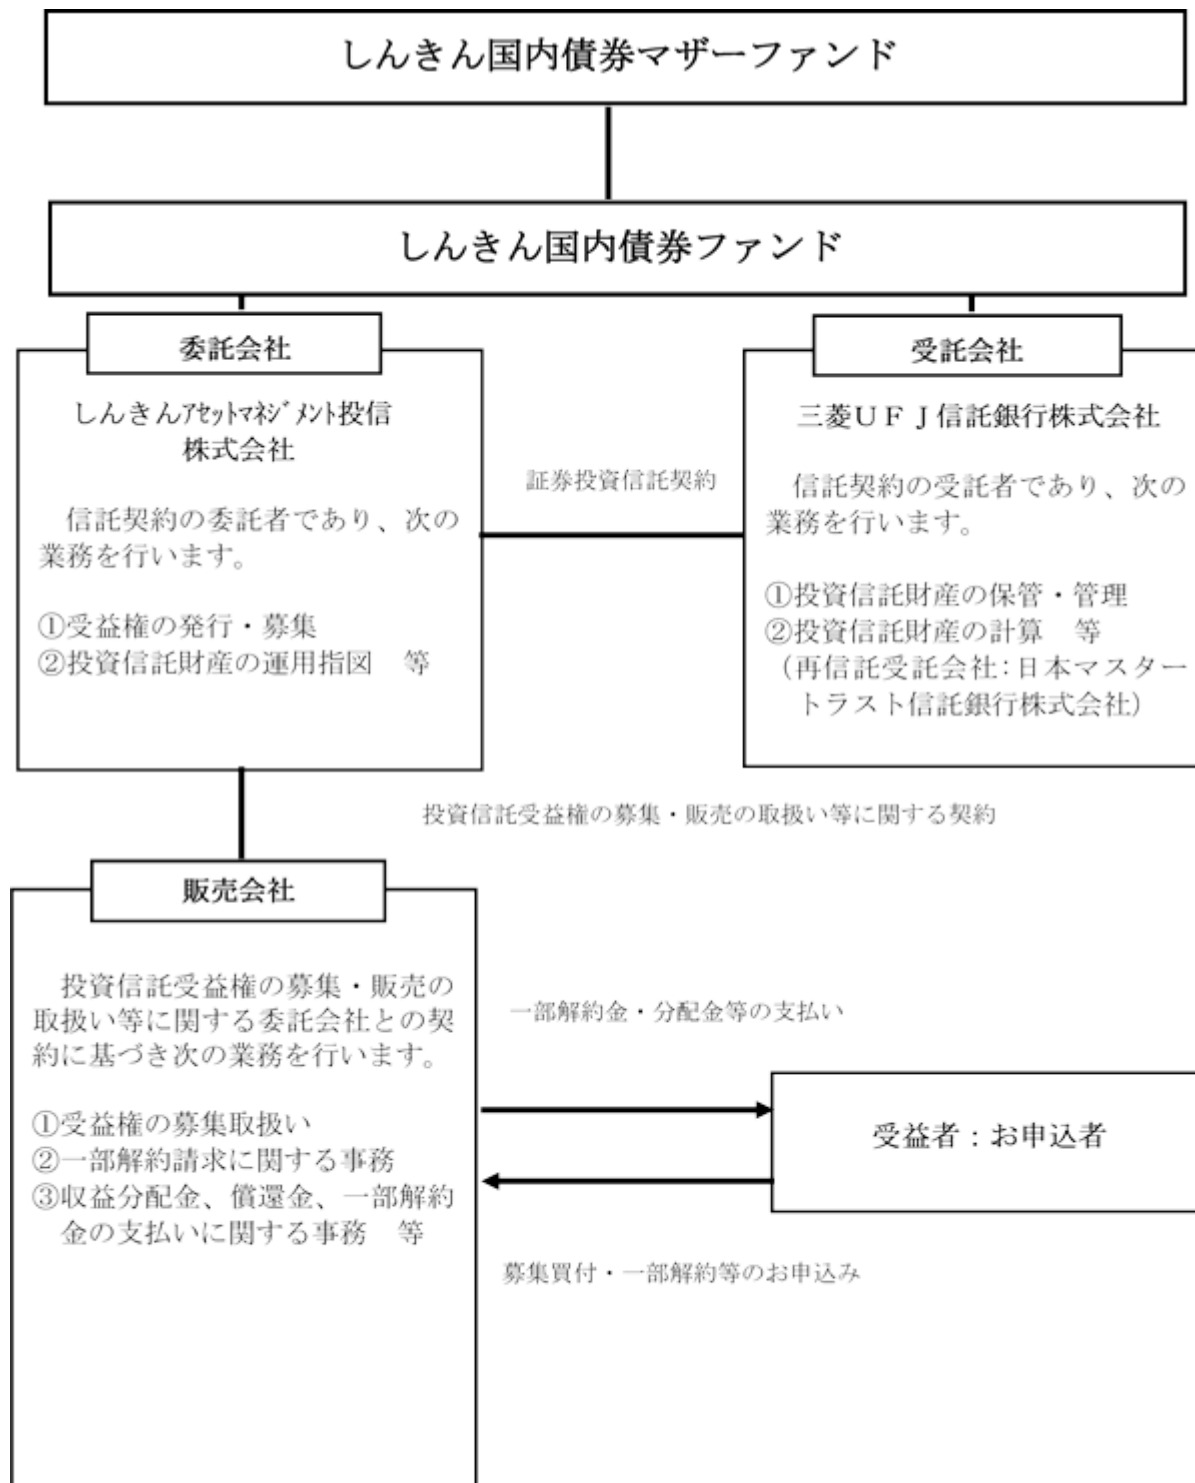 しんきん国内債券マザーファンド
しんきん国内債券ファンド
委託会社
しんきんｱｾｯﾄﾏﾈｼﾞﾒﾝﾄ投信
株式会社
信託契約の委託者であり、次の
業務を行います。
①受益権の発行・募集
②投資信託財産の運用指図　等
証券投資信託契約
受託会社
三菱ＵＦＪ信託銀行株式会社
信託契約の受託者であり、次の
業務を行います。
①投資信託財産の保管・管理
②投資信託財産の計算　等
（再信託受託会社：日本マスター
トラスト信託銀行株式会社）
投資信託受益権の募集・販売の取扱い等に関する契約
販売会社
投資信託受益権の募集・販売の
取扱い等に関する委託会社との契
約に基づき次の業務を行います。
①受益権の募集取扱い
②一部解約請求に関する事務
③収益分配金、償還金、一部解約
金の支払いに関する事務　等
一部解約金・分配金等の支払い
受益者：お申込者
募集買付・一部解約等のお申込み